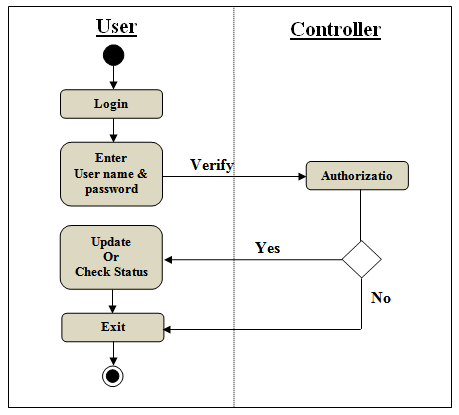 User
Controller
Login
Enter
User name &
password
Verify
Authorizatio
Update
Or
Check Status
Yes
No
Exit